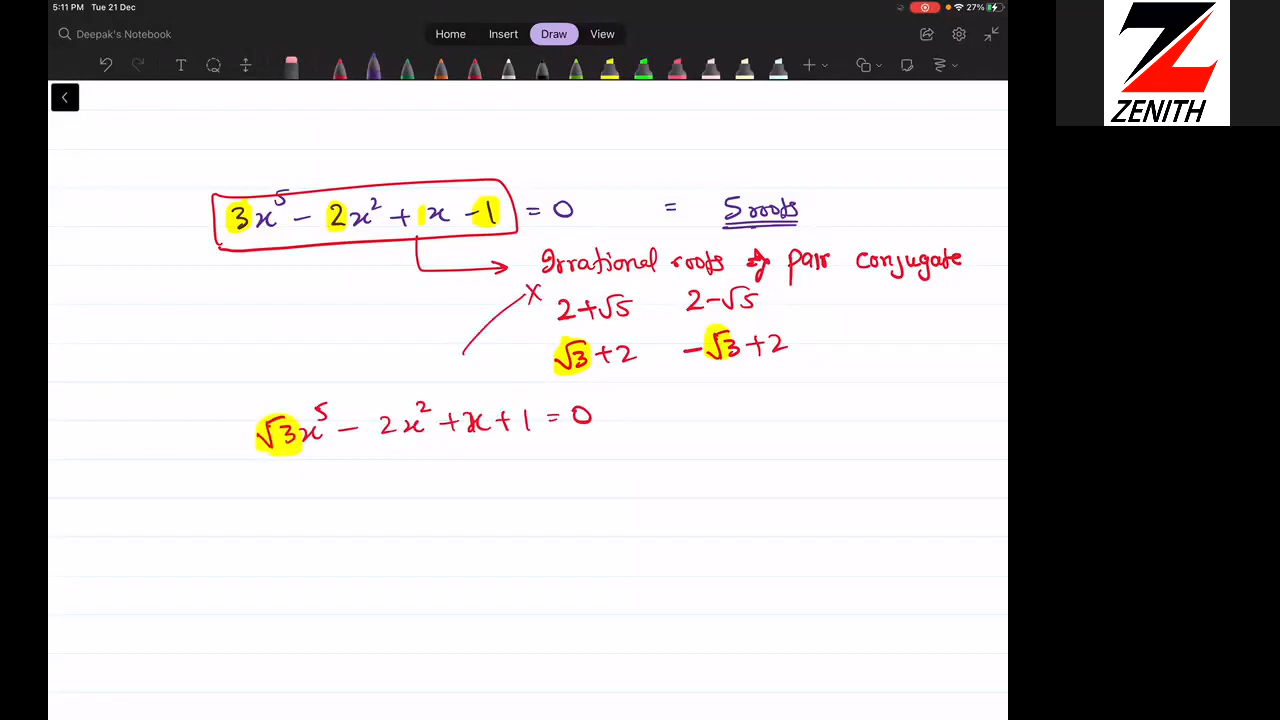 5:11 PM Tue 21 Dec
27%
Deepak's Notebook
Home Insert Draw View
ZENITH
3x⁵ - 2x² + 1x - 1 = 0 = 5 roots
Irrational roots pair conjugate
x 2+√5 2-√5
√3+2 -√3+2
√3x⁵ - 2x² + x + 1 = 0